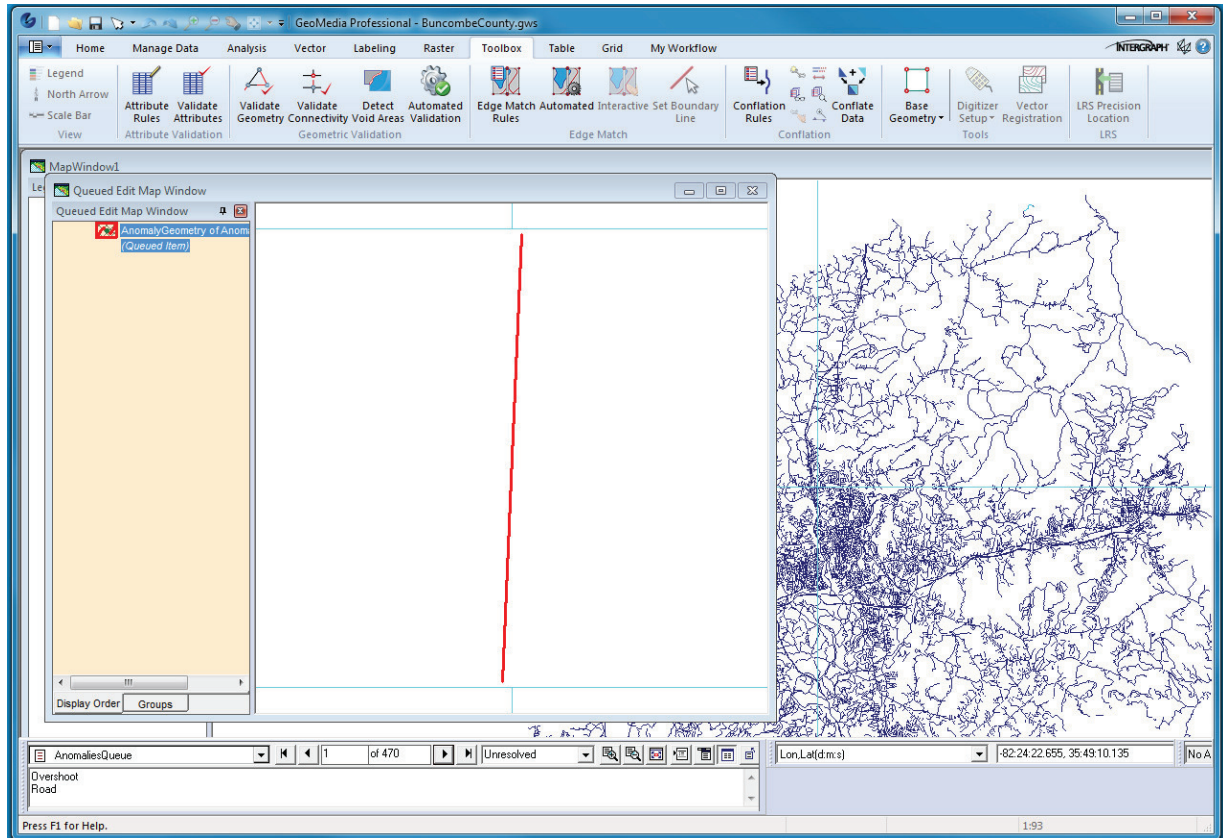 GeoMedia Professional - BuncombeCounty.gws
Home Manage Data Analysis Vector Labeling Raster Toolbox Table Grid My Workflow INTERGRAPH
Legend
North Arrow
Scale Bar
View
Attribute Rules
Validate Attributes
Attribute Validation
Validate Geometry
Validate Connectivity
Detect Void Areas
Automated Validation
Geometric Validation
Edge Match Rules
Automated
Interactive
Set Boundary Line
Edge Match
Conflation Rules
Conflate Data
Conflation
Base Geometry
Digitizer Setup
Vector Registration
Tools
LRS Precision Location
LRS
MapWindow1
Le
Queued Edit Map Window
Queued Edit Map Window
AnomalyGeometry of Anoma
(Queued Item)
Display Order Groups
AnomaliesQueue 1 of 470 Unresolved Lon,Lat(d:m:s) -82:24:22.655, 35:49:10.135 No A
Overshoot
Road
Press F1 for Help. 1:93